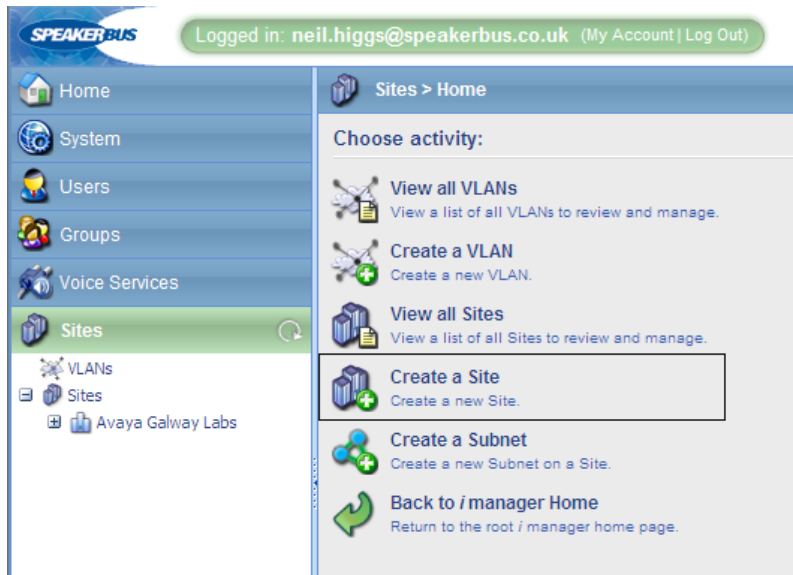 SPEAKERBUS
Logged in: neil.higgs@speakerbus.co.uk (My Account | Log Out)
Home
System
Users
Groups
Voice Services
Sites
VLANs
Sites
Avaya Galway Labs
Sites > Home
Choose activity:
View all VLANs
View a list of all VLANs to review and manage.
Create a VLAN
Create a new VLAN.
View all Sites
View a list of all Sites to review and manage.
Create a Site
Create a new Site.
Create a Subnet
Create a new Subnet on a Site.
Back to i manager Home
Return to the root i manager home page.